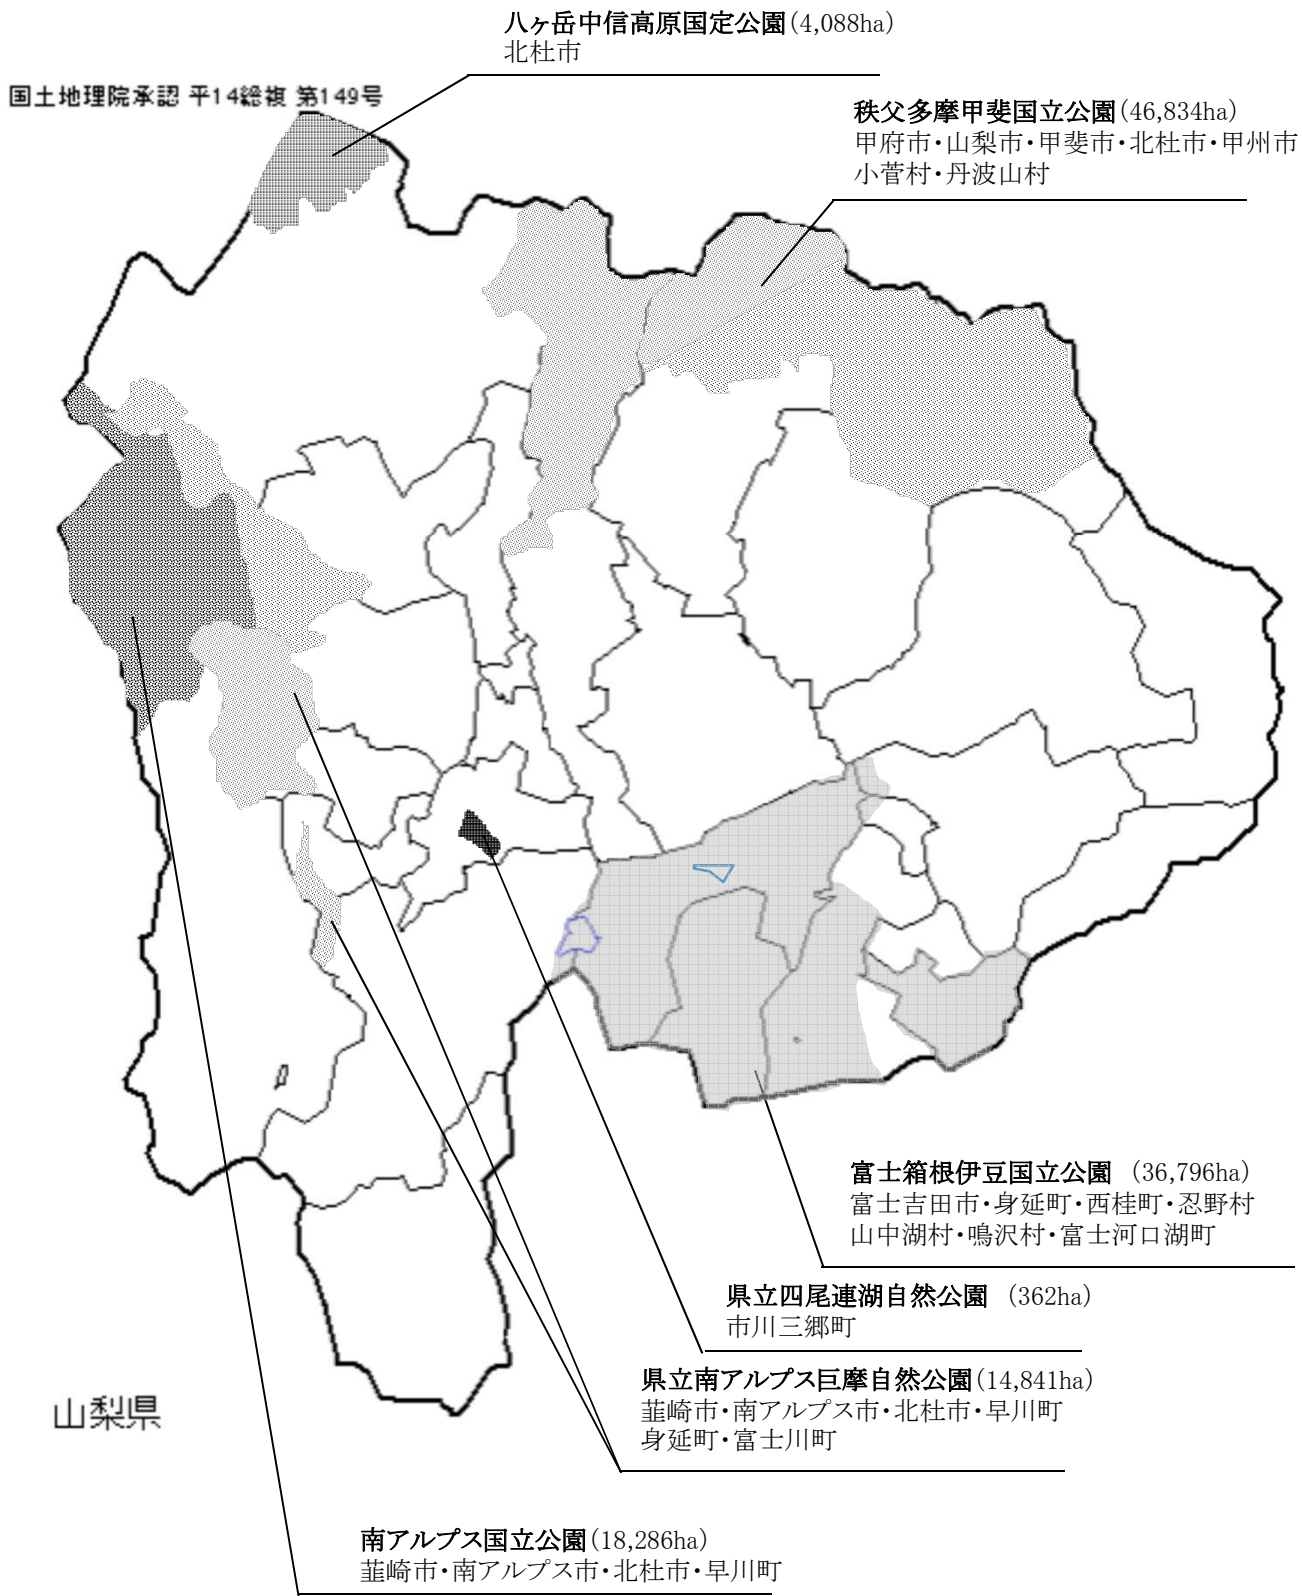 八ヶ岳中信高原国定公園(4,088ha)
北杜市
国土地理院承認 平14総複 第149号
秩父多摩甲斐国立公園(46,834ha)
甲府市・山梨市・甲斐市・北杜市・甲州市
小菅村・丹波山村
富士箱根伊豆国立公園 (36,796ha)
富士吉田市・身延町・西桂町・忍野村
山中湖村・鳴沢村・富士河口湖町
県立四尾連湖自然公園 (362ha)
市川三郷町
県立南アルプス巨摩自然公園(14,841ha)
韮崎市・南アルプス市・北杜市・早川町
身延町・富士川町
山梨県
南アルプス国立公園(18,286ha)
韮崎市・南アルプス市・北杜市・早川町